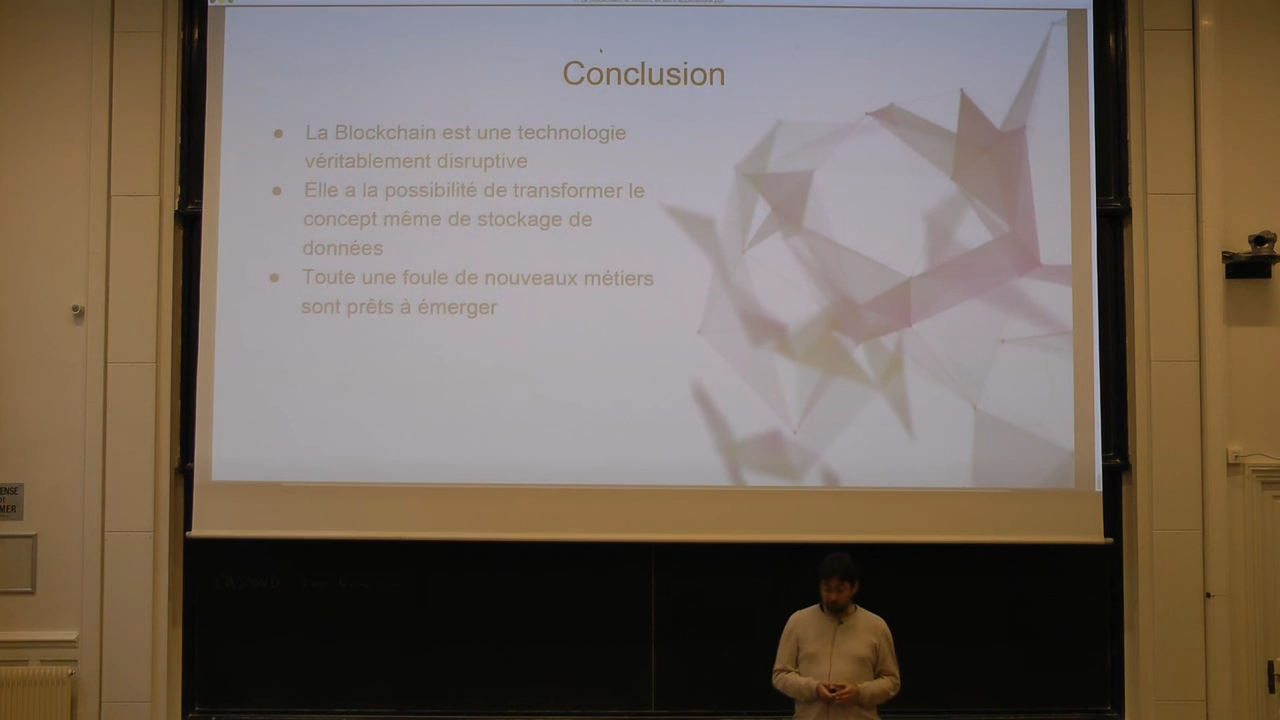 Conclusion
● La Blockchain est une technologie
véritablement disruptive
● Elle a la possibilité de transformer le
concept même de stockage de
données
● Toute une foule de nouveaux métiers
sont prêts à émerger